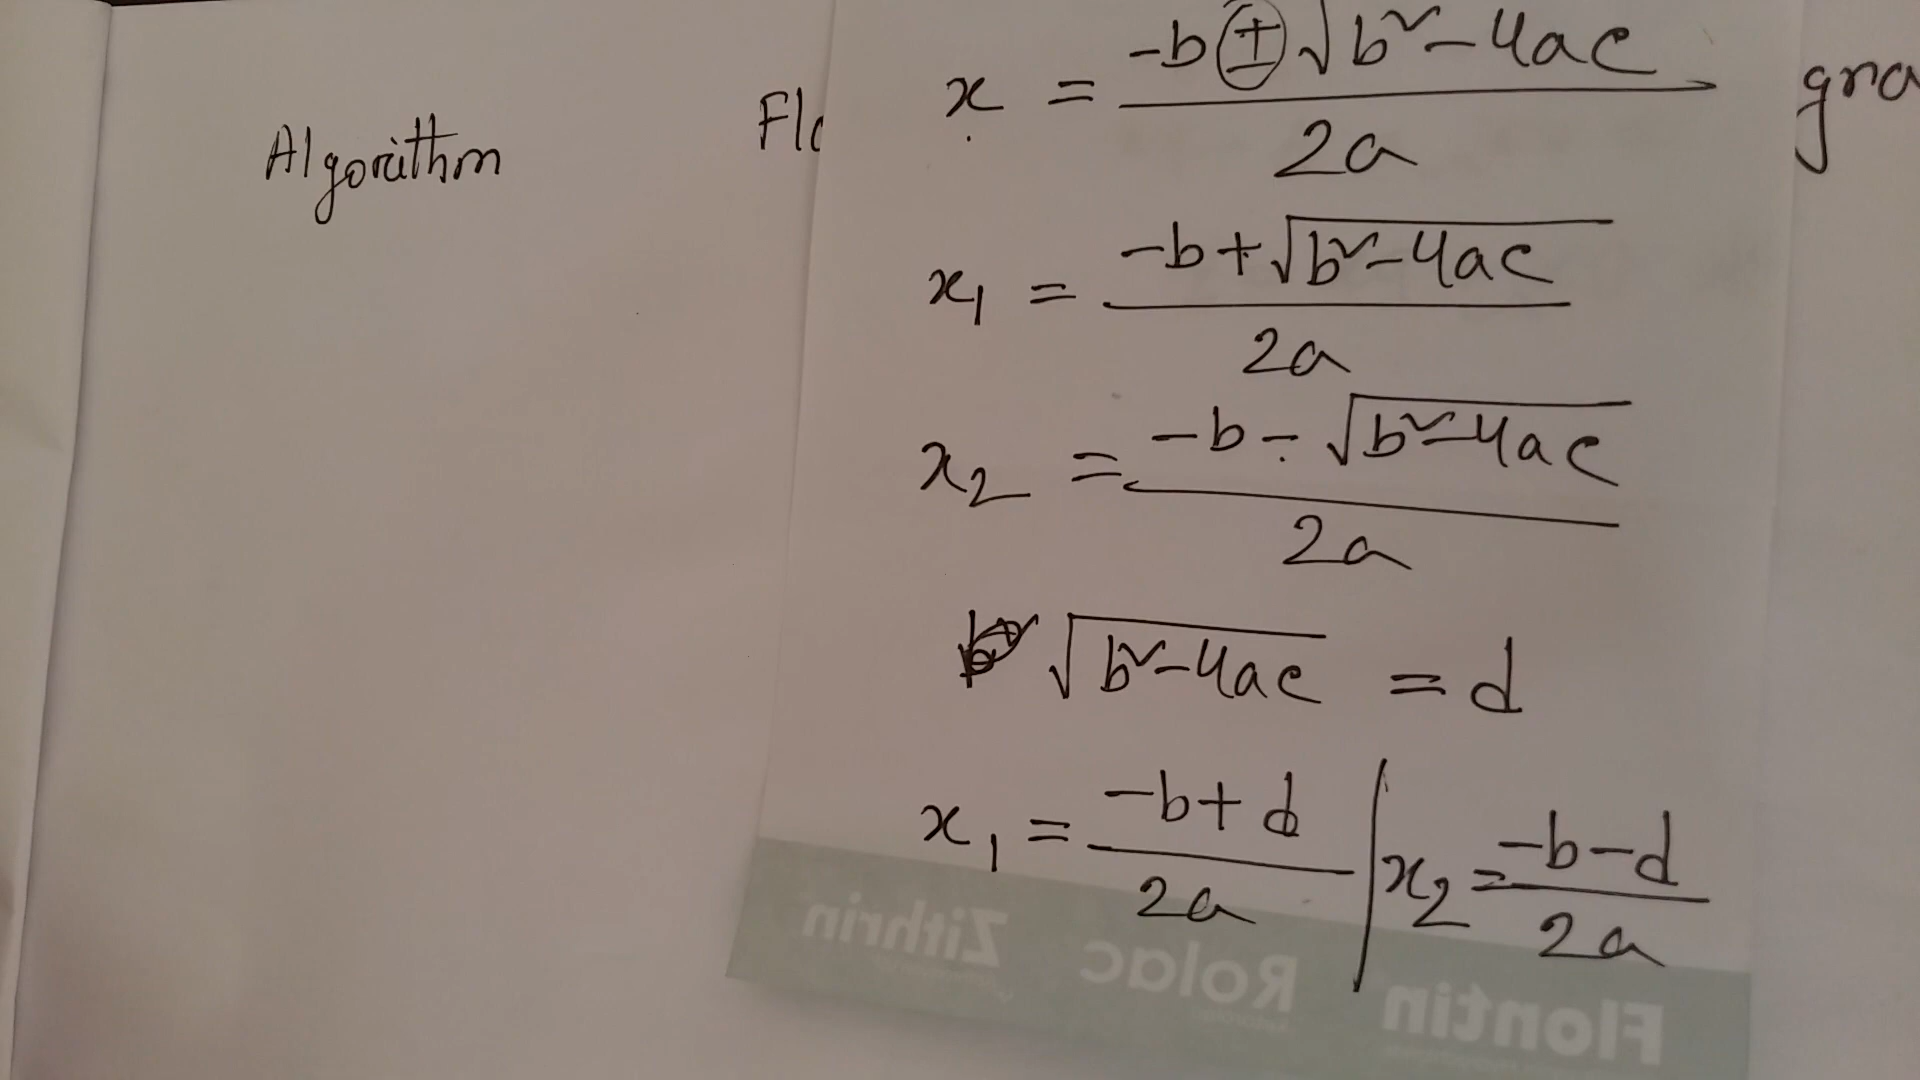 Algorithm
Flo
gra
x = (-b ± √b² - 4ac) / 2a
x₁ = (-b + √(b² - 4ac)) / 2a
x₂ = (-b - √(b² - 4ac)) / 2a
√(b² - 4ac) = d
x₁ = (-b + d) / 2a | x₂ = (-b - d) / 2a
Zithrin
Rolac
Flontin